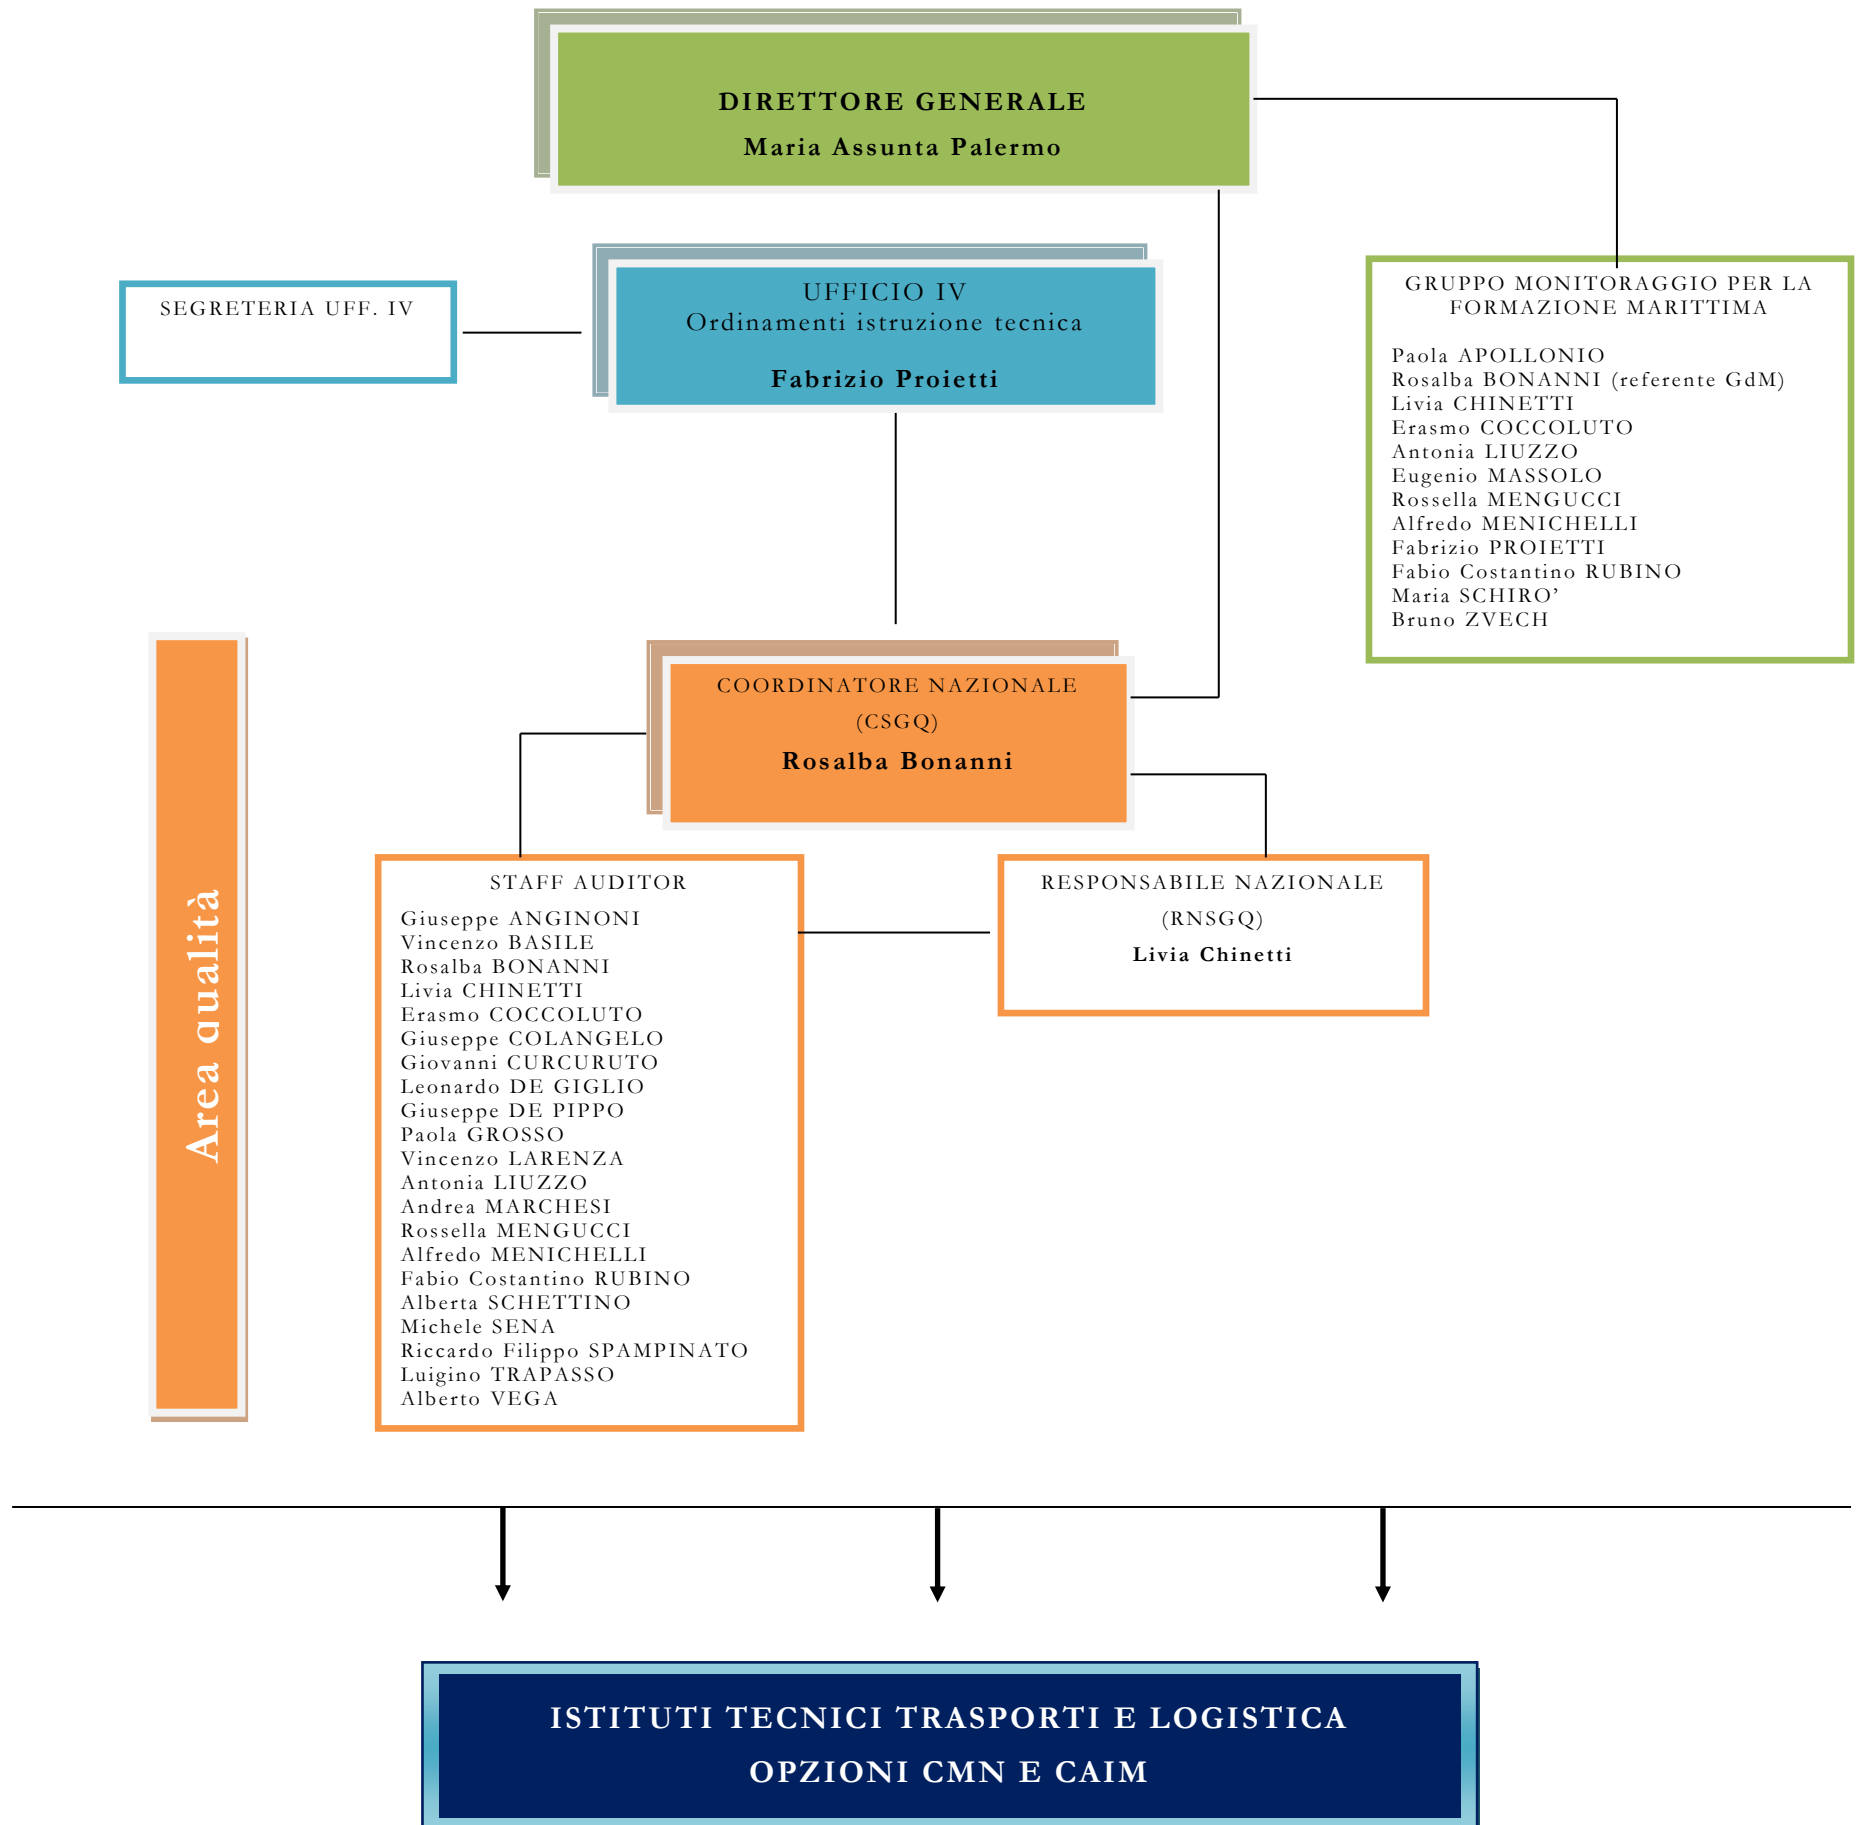 DIRETTORE GENERALE
Maria Assunta Palermo
SEGRETERIA UFF. IV
UFFICIO IV
Ordinamenti istruzione tecnica
Fabrizio Proietti
GRUPPO MONITORAGGIO PER LA
FORMAZIONE MARITTIMA
Paola APOLLONIO
Rosalba BONANNI (referente GdM)
Livia CHINETTI
Erasmo COCCOLUTO
Antonia LIUZZO
Eugenio MASSOLO
Rossella MENGUCCI
Alfredo MENICHELLI
Fabrizio PROIETTI
Fabio Costantino RUBINO
Maria SCHIRO’
Bruno ZVECH
Area qualità
COORDINATORE NAZIONALE
(CSGQ)
Rosalba Bonanni
STAFF AUDITOR
Giuseppe ANGINONI
Vincenzo BASILE
Rosalba BONANNI
Livia CHINETTI
Erasmo COCCOLUTO
Giuseppe COLANGELO
Giovanni CURCURUTO
Leonardo DE GIGLIO
Giuseppe DE PIPPO
Paola GROSSO
Vincenzo LARENZA
Antonia LIUZZO
Andrea MARCHESI
Rossella MENGUCCI
Alfredo MENICHELLI
Fabio Costantino RUBINO
Alberta SCHETTINO
Michele SENA
Riccardo Filippo SPAMPINATO
Luigino TRAPASSO
Alberto VEGA
RESPONSABILE NAZIONALE
(RNSGQ)
Livia Chinetti
ISTITUTI TECNICI TRASPORTI E LOGISTICA
OPZIONI CMN E CAIM